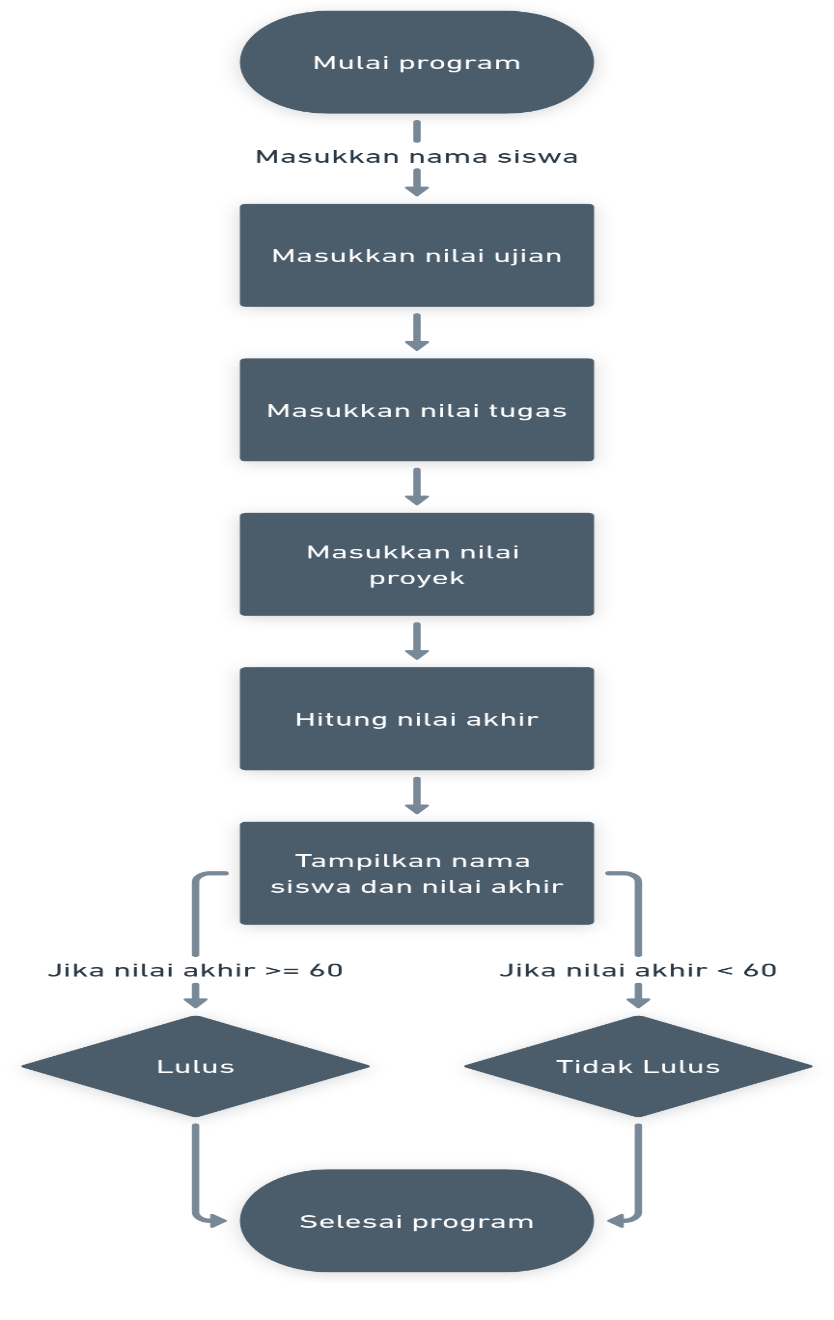 Mulai program
Masukkan nama siswa
Masukkan nilai ujian
Masukkan nilai tugas
Masukkan nilai
proyek
Hitung nilai akhir
Tampilkan nama
siswa dan nilai akhir
Jika nilai akhir >= 60
Jika nilai akhir < 60
Lulus
Tidak Lulus
Selesai program